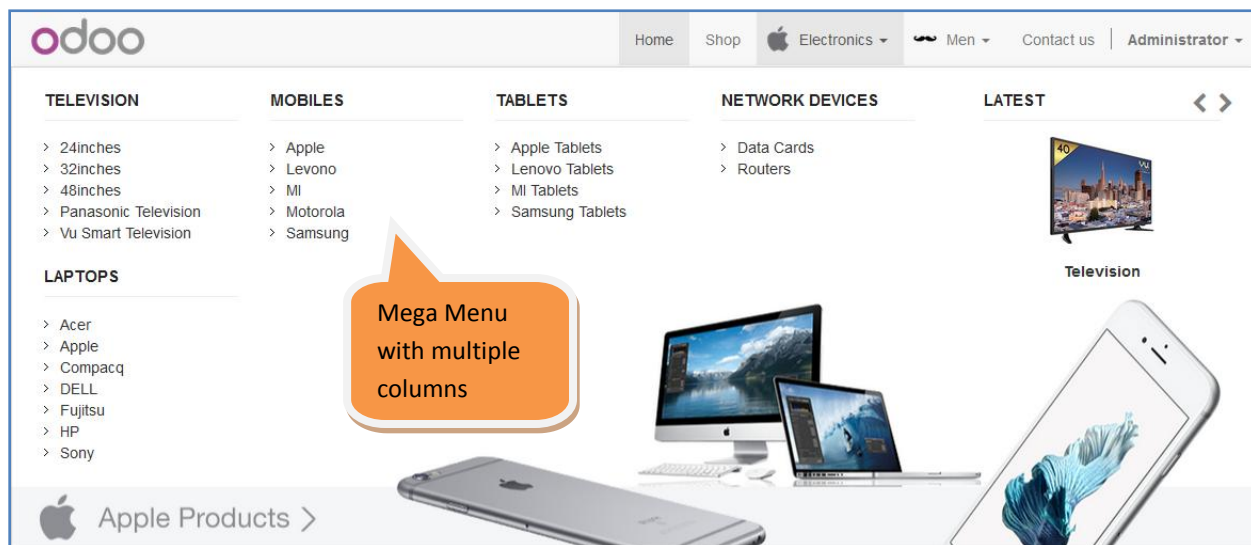 odoo
Home Shop Electronics Men Contact us Administrator
TELEVISION
24inches
32inches
48inches
Panasonic Television
Vu Smart Television
LAPTOPS
Acer
Apple
Compacq
DELL
Fujitsu
HP
Sony
MOBILES
Apple
Levono
MI
Motorola
Samsung
TABLETS
Apple Tablets
Lenovo Tablets
MI Tablets
Samsung Tablets
NETWORK DEVICES
Data Cards
Routers
LATEST
40
Vu
Television
Mega Menu
with multiple
columns
Apple Products >